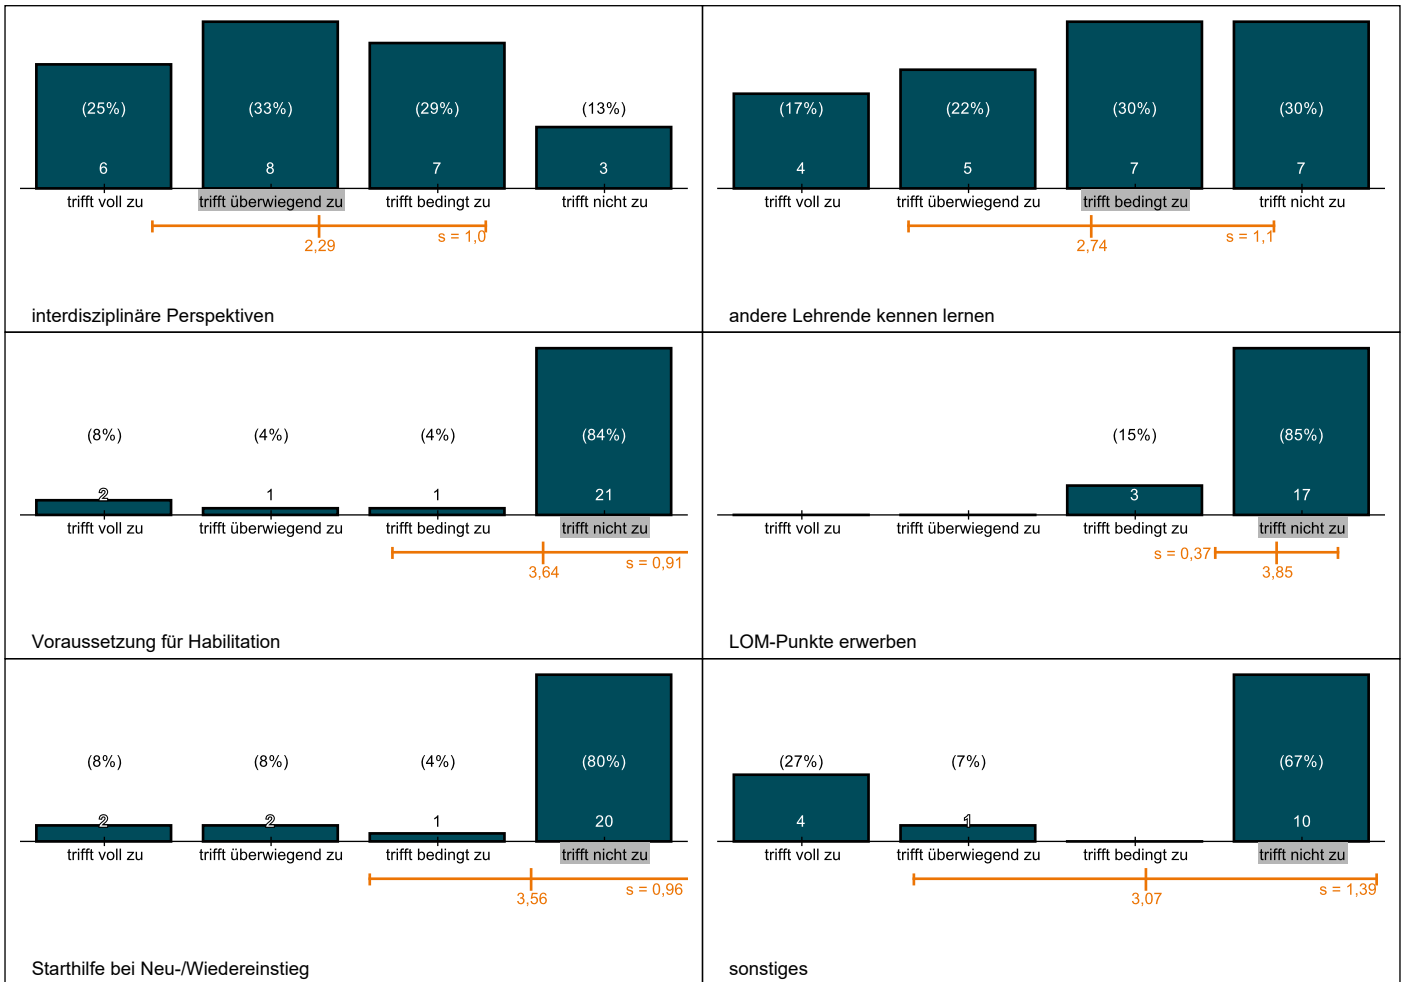 (25%) (33%) (29%) (13%)
6 8 7 3
trifft voll zu trifft überwiegend zu trifft bedingt zu trifft nicht zu
s = 1,0
2,29
interdisziplinäre Perspektiven
(17%) (22%) (30%) (30%)
4 5 7 7
trifft voll zu trifft überwiegend zu trifft bedingt zu trifft nicht zu
s = 1,1
2,74
andere Lehrende kennen lernen
(8%) (4%) (4%) (84%)
2 1 1 21
trifft voll zu trifft überwiegend zu trifft bedingt zu trifft nicht zu
s = 0,91
3,64
Voraussetzung für Habilitation
(15%) (85%)
3 17
trifft voll zu trifft überwiegend zu trifft bedingt zu trifft nicht zu
s = 0,37
3,85
LOM-Punkte erwerben
(8%) (8%) (4%) (80%)
2 2 1 20
trifft voll zu trifft überwiegend zu trifft bedingt zu trifft nicht zu
s = 0,96
3,56
Starthilfe bei Neu-/Wiedereinstieg
(27%) (7%) (67%)
4 1 10
trifft voll zu trifft überwiegend zu trifft bedingt zu trifft nicht zu
s = 1,39
3,07
sonstiges